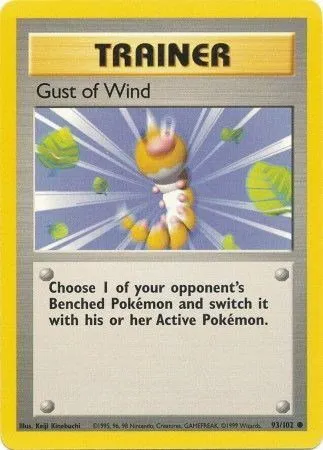 TRAINER
Gust of Wind
Choose 1 of your opponent's
Benched Pokémon and switch it
with his or her Active Pokémon.
Illus. Keiji Kinebuchi ©1995, 96, 98 Nintendo, Creatures, GAMEFREAK. ©1999 Wizards. 93/102 ●